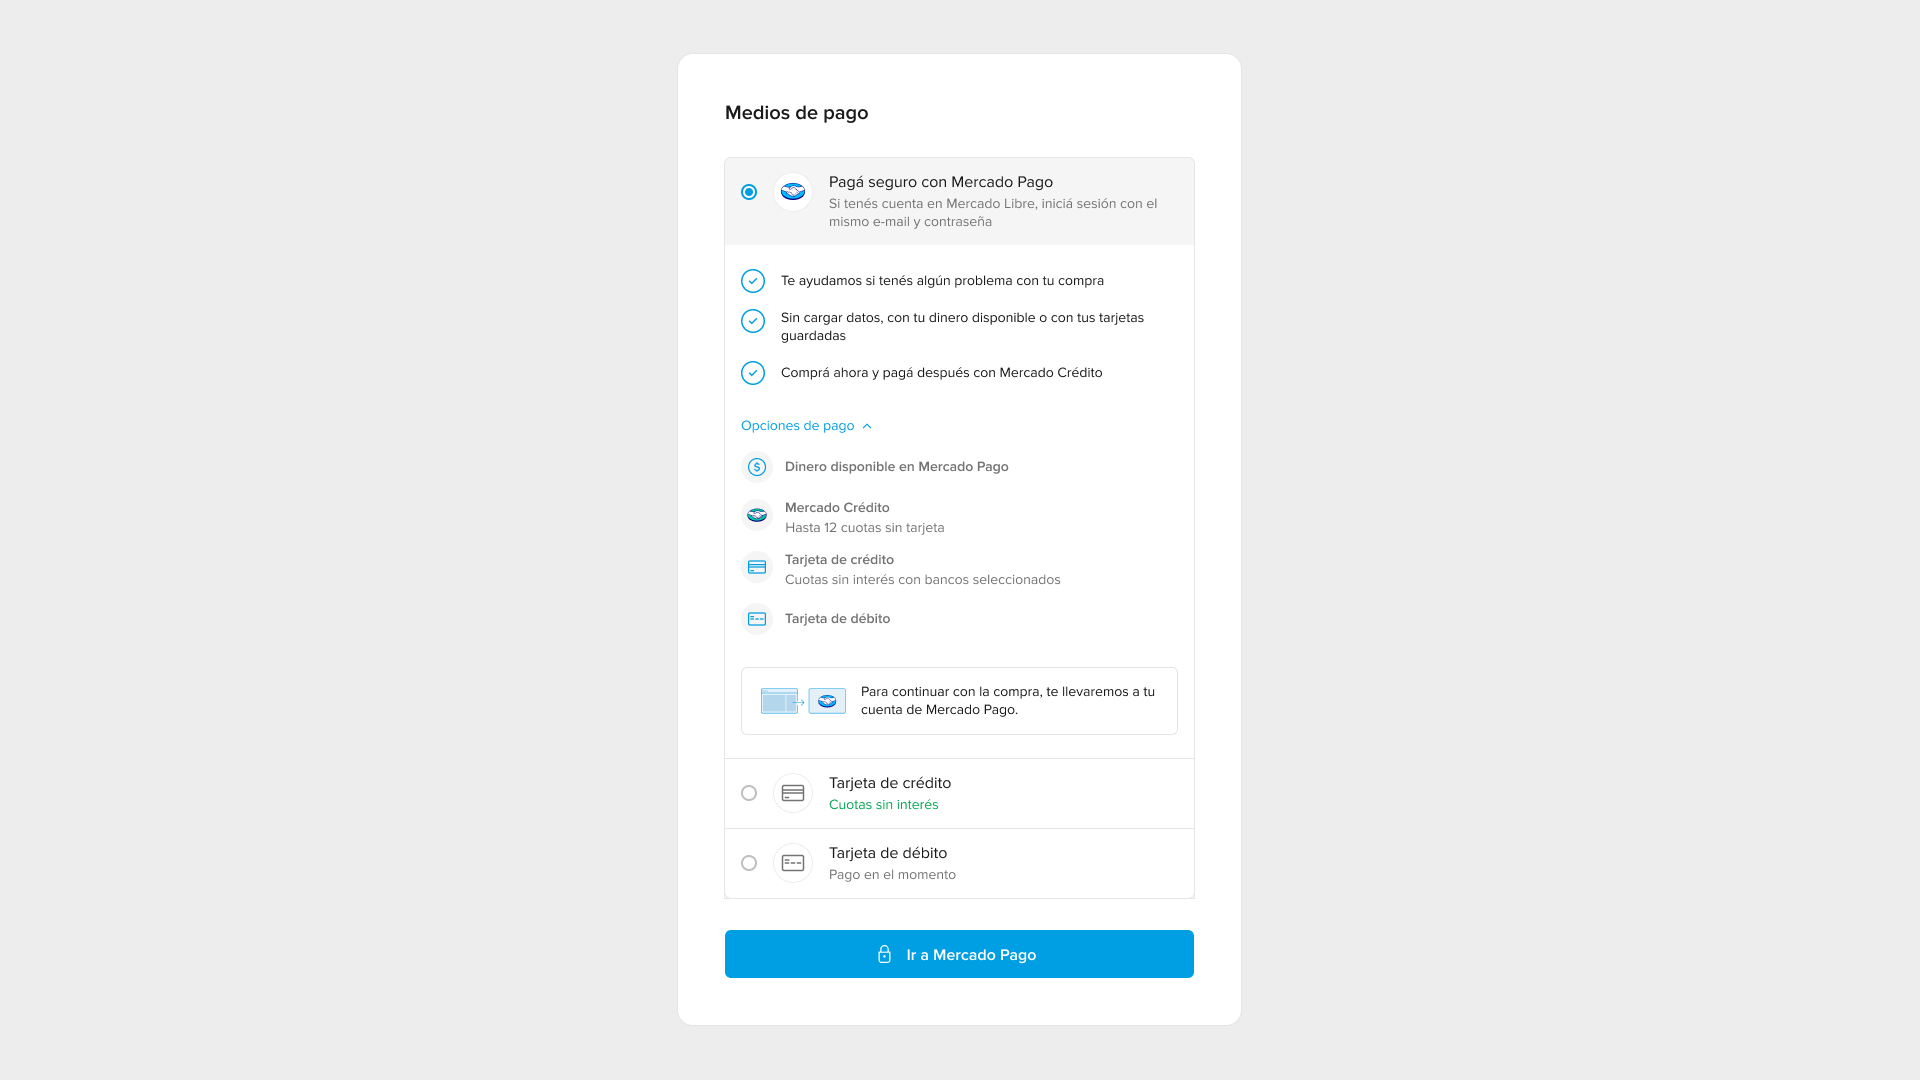 Medios de pago
Pagá seguro con Mercado Pago
Si tenés cuenta en Mercado Libre, iniciá sesión con el
mismo e-mail y contraseña
Te ayudamos si tenés algún problema con tu compra
Sin cargar datos, con tu dinero disponible o con tus tarjetas
guardadas
Comprá ahora y pagá después con Mercado Crédito
Opciones de pago
Dinero disponible en Mercado Pago
Mercado Crédito
Hasta 12 cuotas sin tarjeta
Tarjeta de crédito
Cuotas sin interés con bancos seleccionados
Tarjeta de débito
Para continuar con la compra, te llevaremos a tu
cuenta de Mercado Pago.
Tarjeta de crédito
Cuotas sin interés
Tarjeta de débito
Pago en el momento
Ir a Mercado Pago